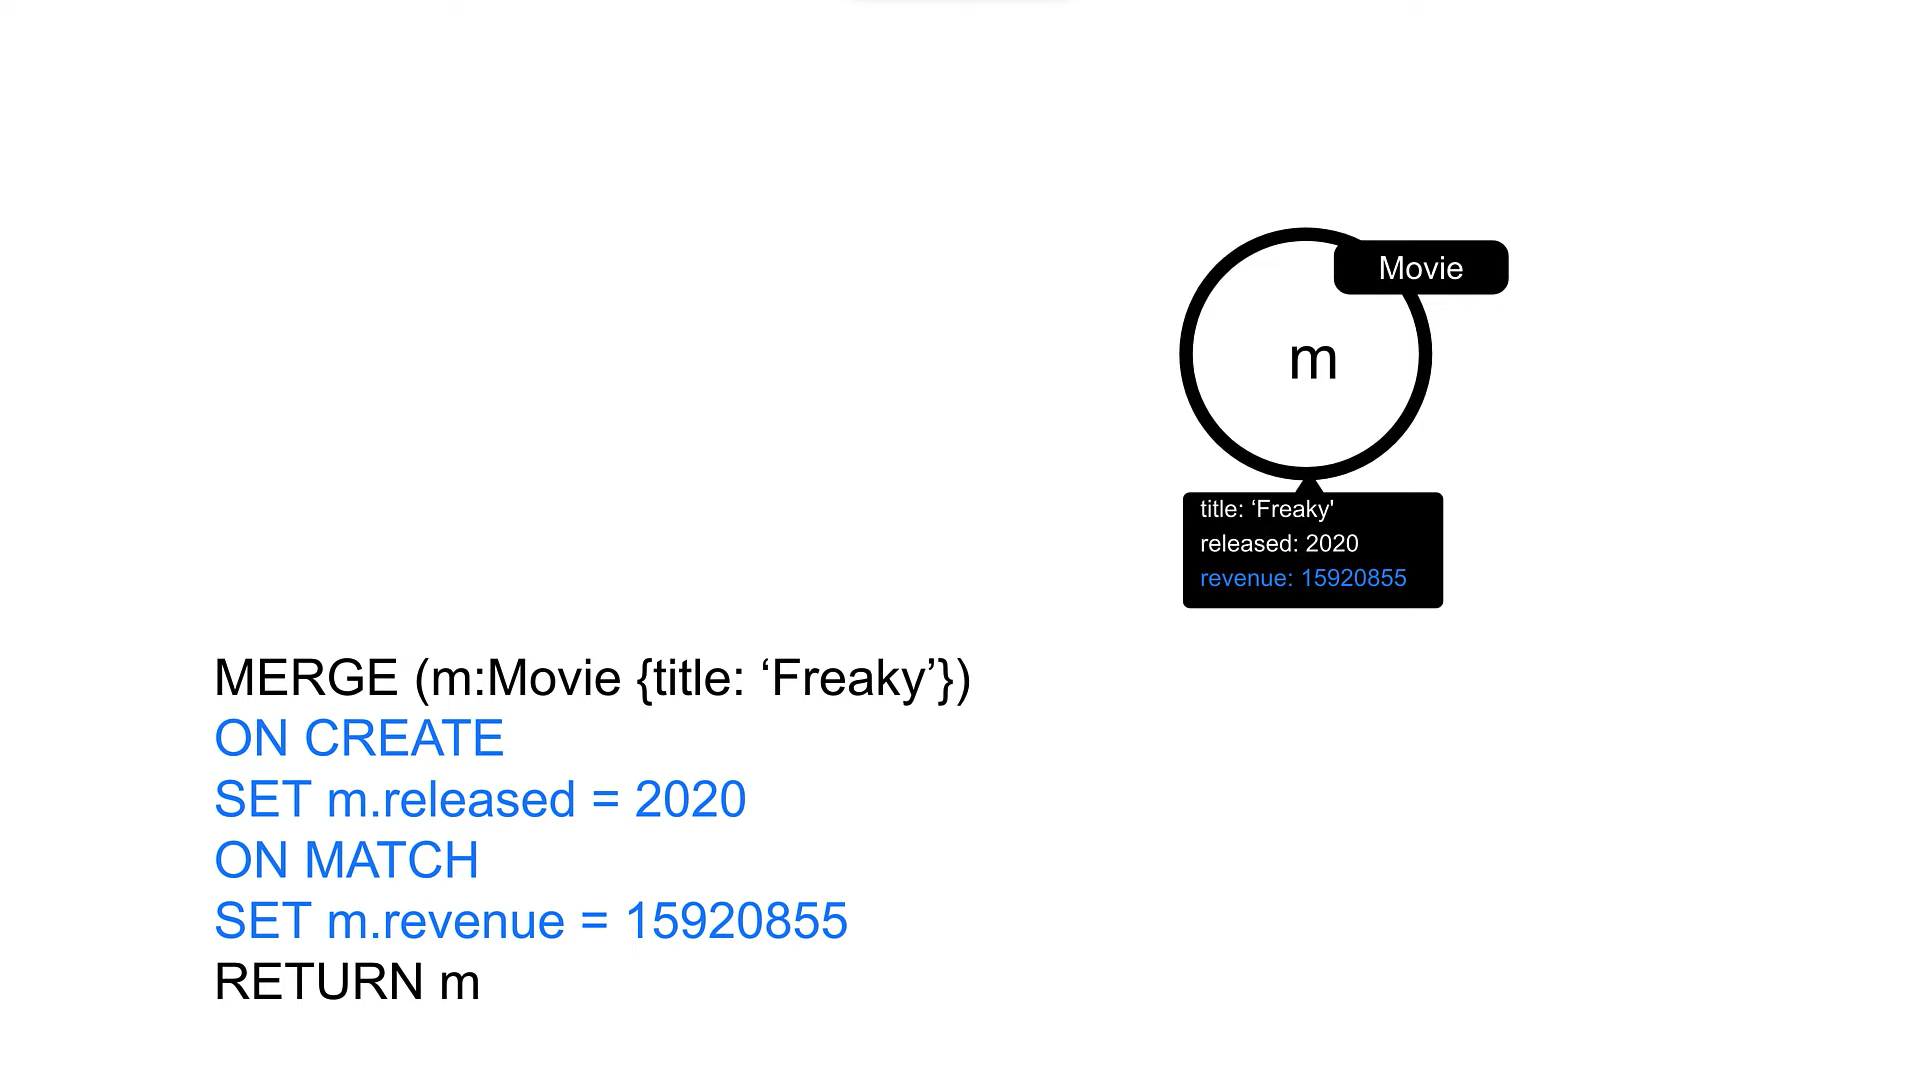 Movie
m
title: ‘Freaky'
released: 2020
revenue: 15920855
MERGE (m:Movie {title: ‘Freaky’})
ON CREATE
SET m.released = 2020
ON MATCH
SET m.revenue = 15920855
RETURN m